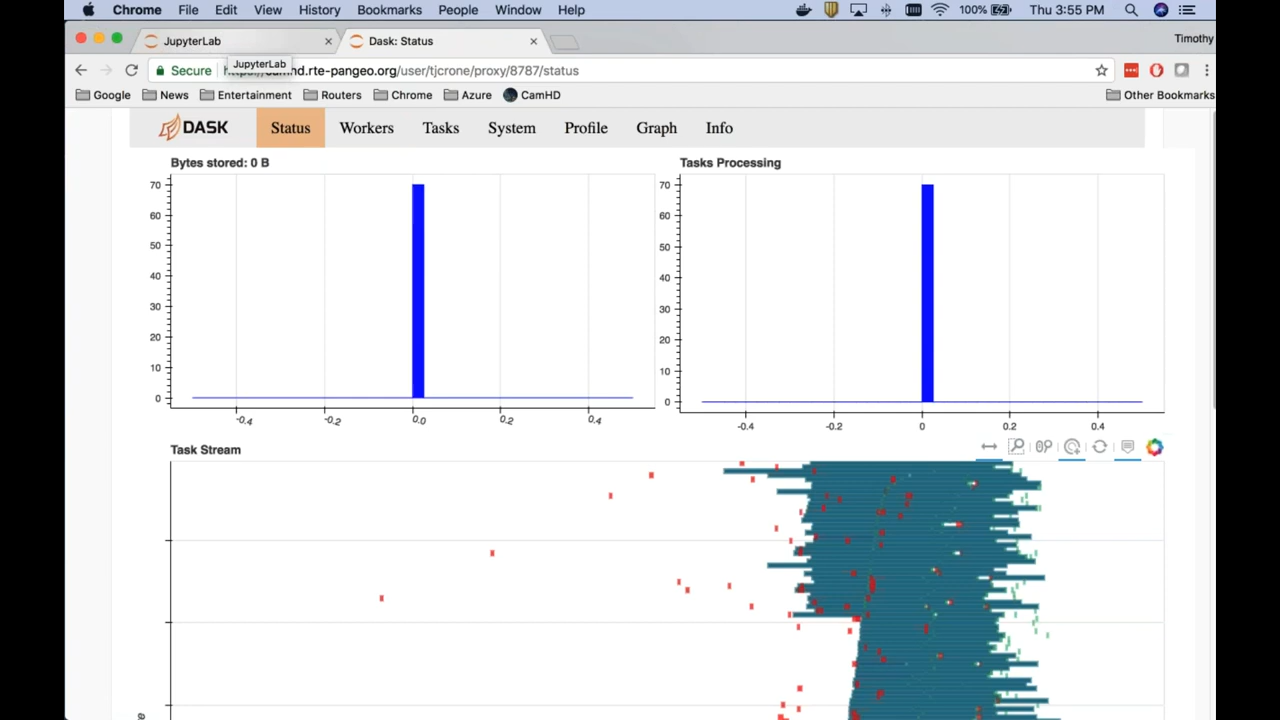 Chrome File Edit View History Bookmarks People Window Help 100% Thu 3:55 PM
JupyterLab Dask: Status Timothy
JupyterLab
Secure nd.rte-pangeo.org/user/tjcrone/proxy/8787/status
Google News Entertainment Routers Chrome Azure CamHD Other Bookmarks
DASK Status Workers Tasks System Profile Graph Info
Bytes stored: 0 B Tasks Processing
70 70
60 60
50 50
40 40
30 30
20 20
10 10
0 0
-0.4 -0.2 0.0 0.2 0.4 -0.4 -0.2 0 0.2 0.4
Task Stream